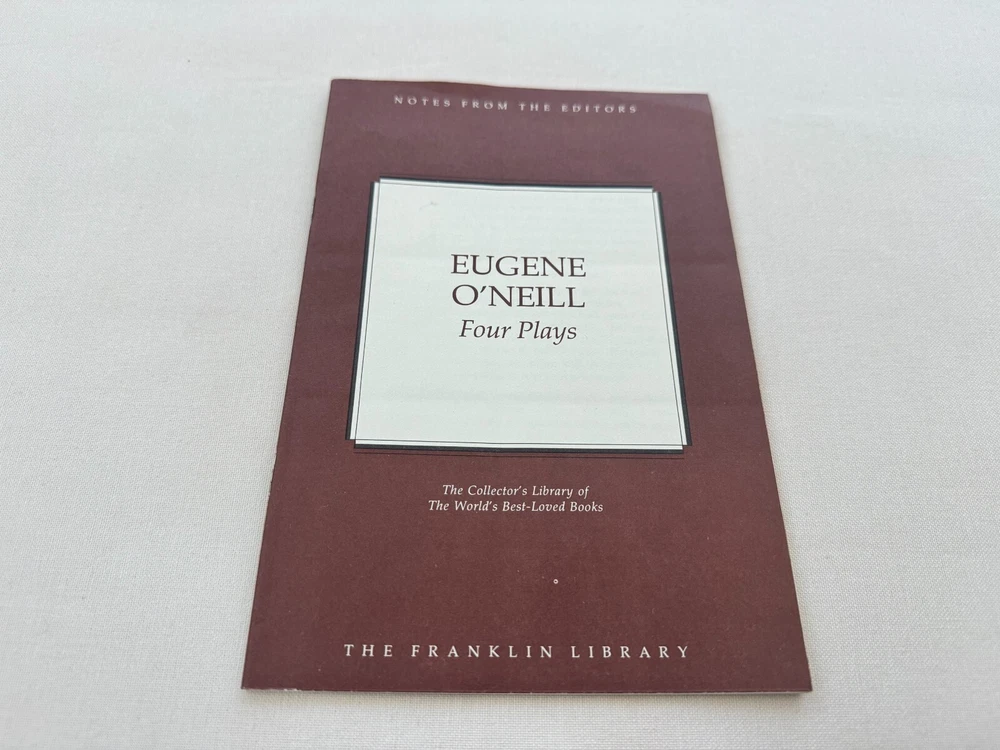 NOTES FROM THE EDITORS
EUGENE
O'NEILL
Four Plays
The Collector's Library of
The World's Best-Loved Books
THE FRANKLIN LIBRARY